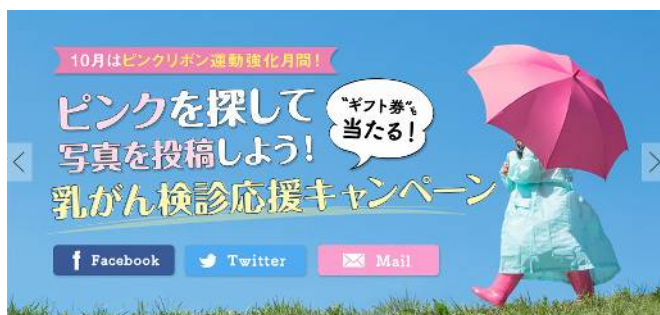 10月はピンクリボン運動強化月間!
ピンクを探して
写真を投稿しよう!
"ギフト券"も
当たる!
乳がん検診応援キャンペーン
Facebook
Twitter
Mail